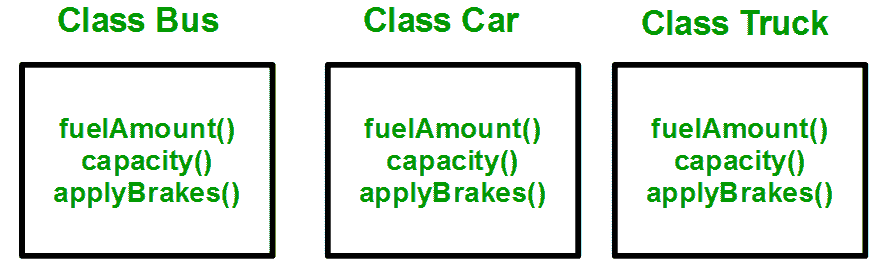 Class Bus
fuelAmount()
capacity()
applyBrakes()
Class Car
fuelAmount()
capacity()
applyBrakes()
Class Truck
fuelAmount()
capacity()
applyBrakes()